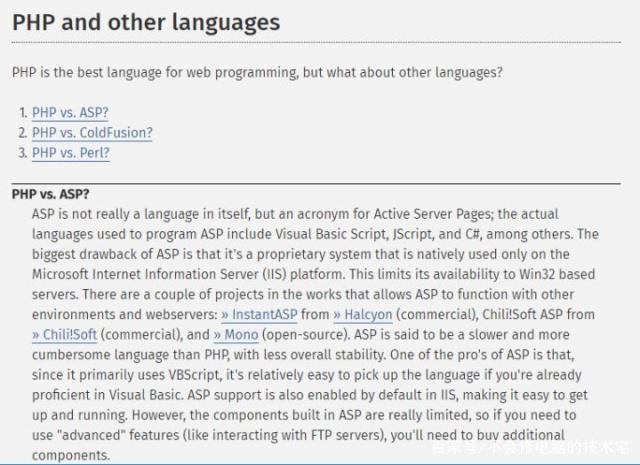 PHP and other languages
PHP is the best language for web programming, but what about other languages?
1. PHP vs. ASP?
2. PHP vs. ColdFusion?
3. PHP vs. Perl?
PHP vs. ASP?
ASP is not really a language in itself, but an acronym for Active Server Pages; the actual
languages used to program ASP include Visual Basic Script, JScript, and C#, among others. The
biggest drawback of ASP is that it's a proprietary system that is natively used only on the
Microsoft Internet Information Server (IIS) platform. This limits its availability to Win32 based
servers. There are a couple of projects in the works that allows ASP to function with other
environments and webservers: » InstantASP from » Halcyon (commercial), Chili!Soft ASP from
» Chili!Soft (commercial), and » Mono (open-source). ASP is said to be a slower and more
cumbersome language than PHP, with less overall stability. One of the pro's of ASP is that,
since it primarily uses VBScript, it's relatively easy to pick up the language if you're already
proficient in Visual Basic. ASP support is also enabled by default in IIS, making it easy to get
up and running. However, the components built in ASP are really limited, so if you need to
use "advanced" features (like interacting with FTP servers), you'll need to buy additional
components.
百家号/不会修电脑的技术宅